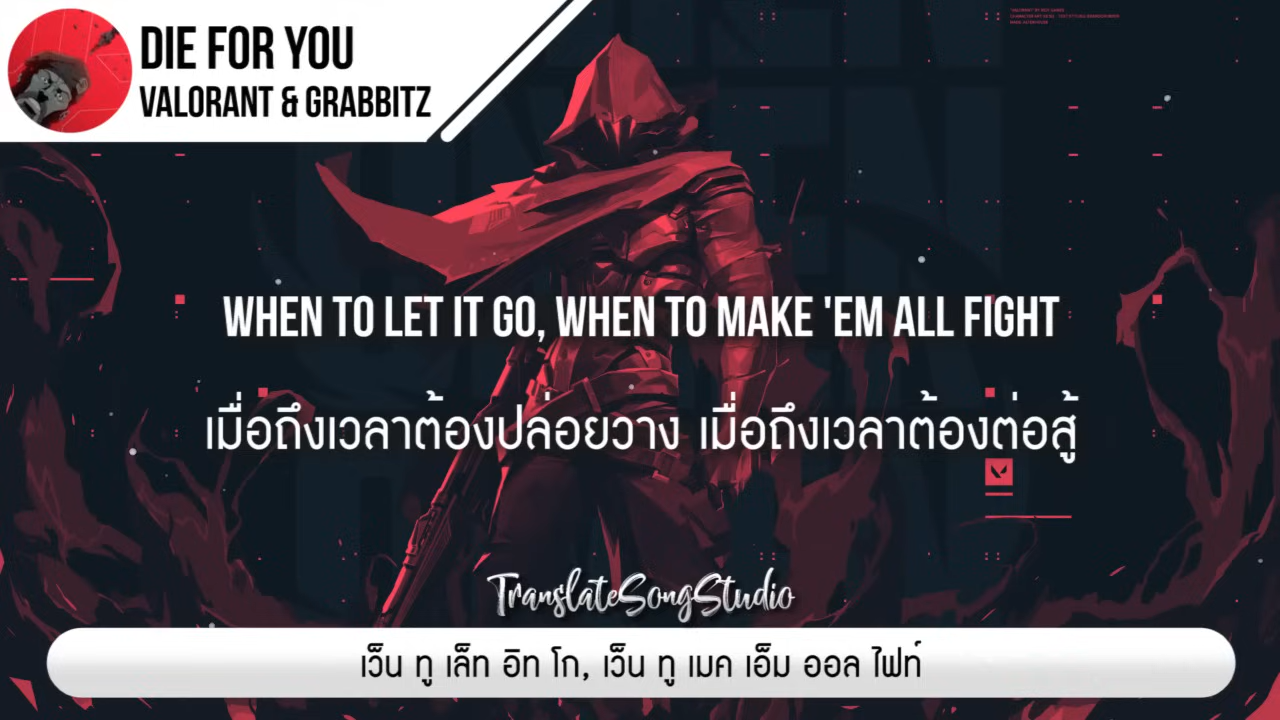 DIE FOR YOU
VALORANT & GRABBITZ
WHEN TO LET IT GO, WHEN TO MAKE 'EM ALL FIGHT
เมื่อถึงเวลาต้องปล่อยวาง เมื่อถึงเวลาต้องต่อสู้
TranslateSongStudio
เว็น ทู เล็ท อิท โก, เว็น ทู เมค เอ็ม ออล ไฟท์